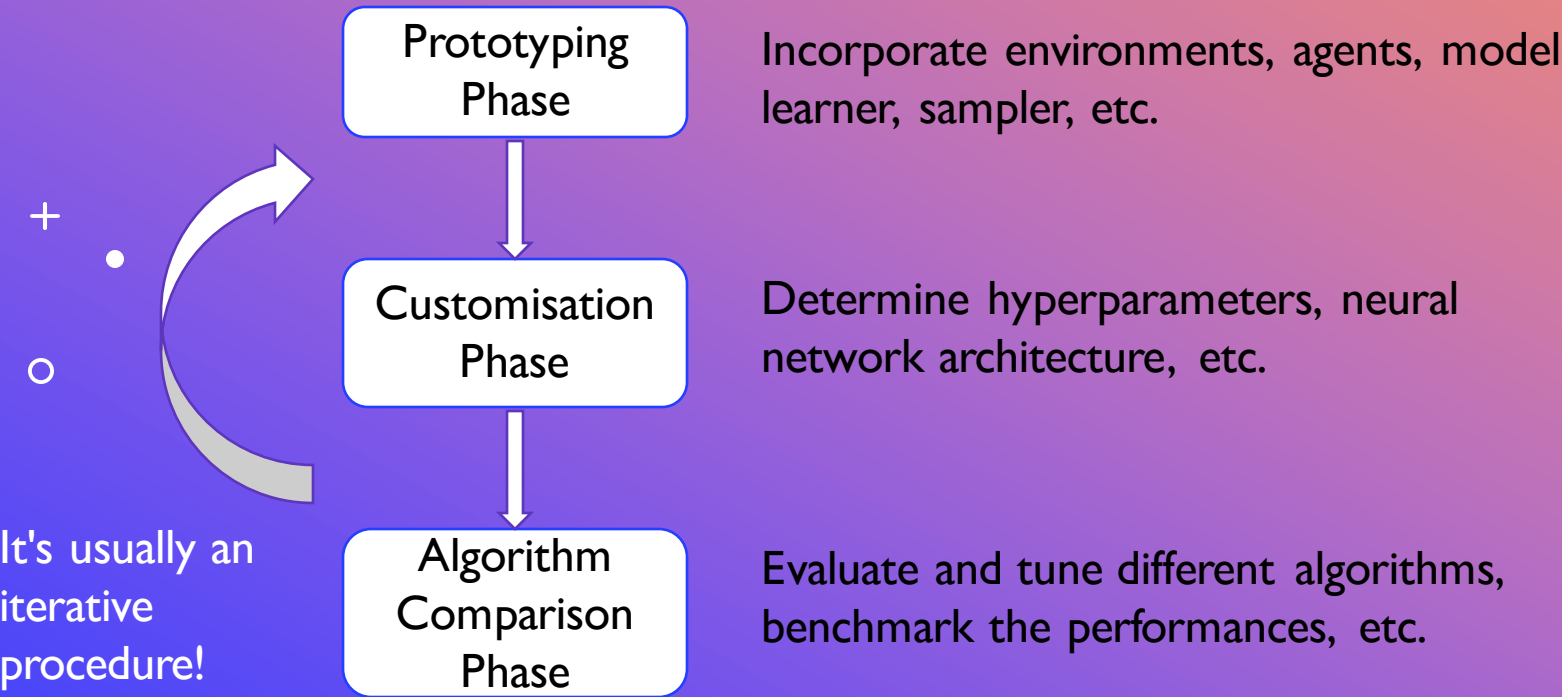 Prototyping
Phase
Incorporate environments, agents, model
learner, sampler, etc.
Customisation
Phase
Determine hyperparameters, neural
network architecture, etc.
It's usually an
iterative
procedure!
Algorithm
Comparison
Phase
Evaluate and tune different algorithms,
benchmark the performances, etc.